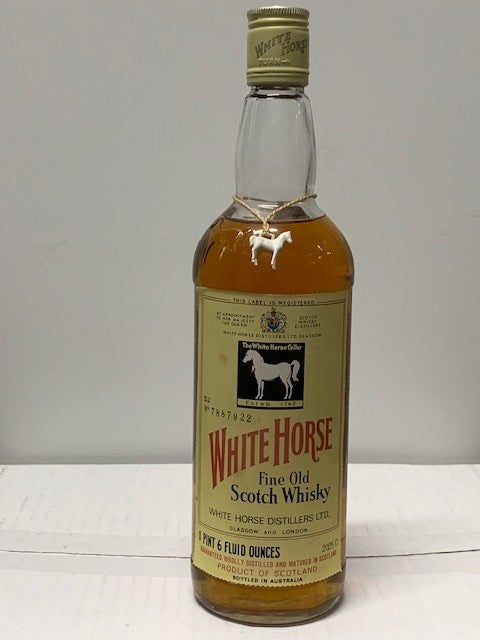 WHITE HORSE
TURN
THIS LABEL IS REGISTERED
BY APPOINTMENT
TO HER MAJESTY
THE QUEEN
SCOTCH
WHISKY
DISTILLERS
WHITE HORSE DISTILLERS LTD GLASGOW
The White Horse Cellar
ESTAB 1742
Nº 7887922
WHITE HORSE
Fine Old
Scotch Whisky
WHITE HORSE DISTILLERS LTD.
GLASGOW and LONDON
1 PINT 6 FLUID OUNCES
GUARANTEED WHOLLY DISTILLED AND MATURED IN SCOTLAND
PRODUCT OF SCOTLAND
BOTTLED IN AUSTRALIA